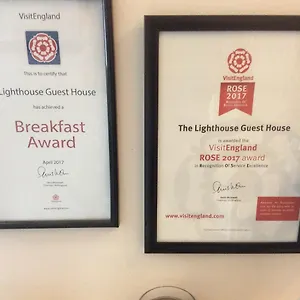 VisitEngland
This is to certify that
Lighthouse Guest House
has achieved a
Breakfast
Award
April 2017
VisitEngland
ROSE
2017
The Lighthouse Guest House
is awarded the
VisitEngland
ROSE 2017 award
in Recognition Of Service Excellence
www.visitengland.com